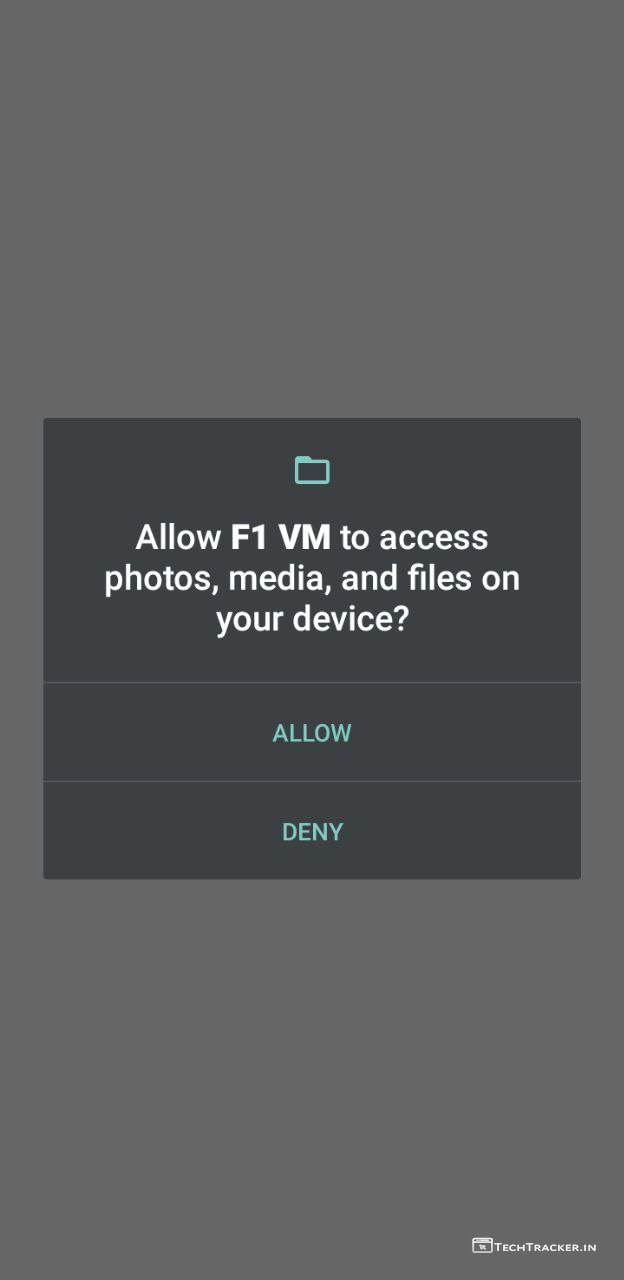 Allow F1 VM to access
photos, media, and files on
your device?
ALLOW
DENY
TECHTRACKER.IN